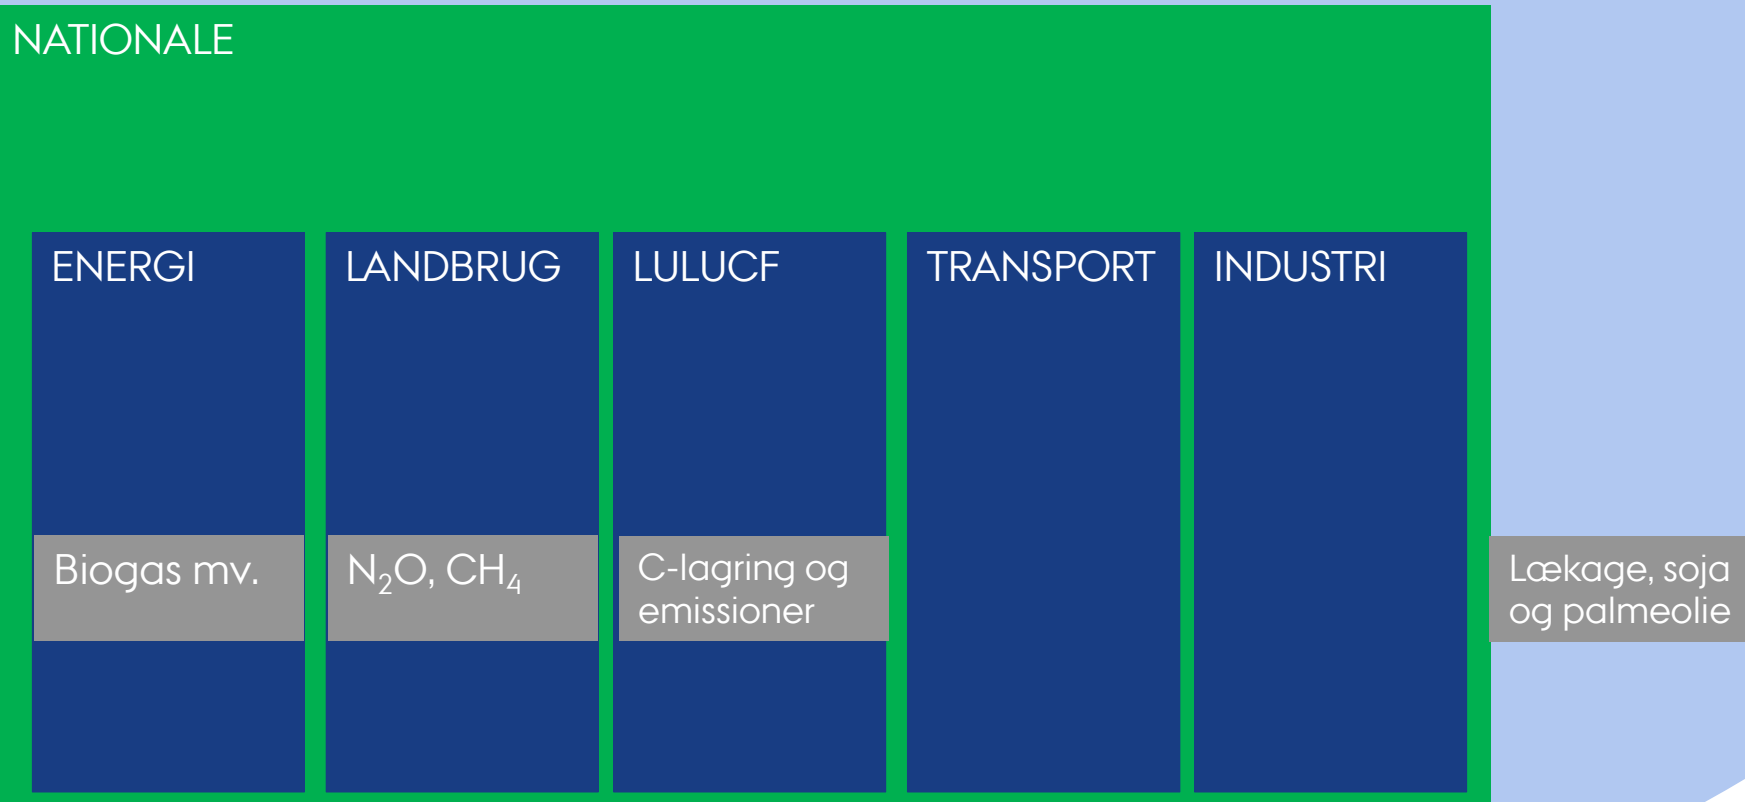 NATIONALE
ENERGI
LANDBRUG
LULUCF
TRANSPORT
INDUSTRI
Biogas mv.
N₂O, CH₄
C-lagring og
emissioner
Lækage, soja
og palmeolie